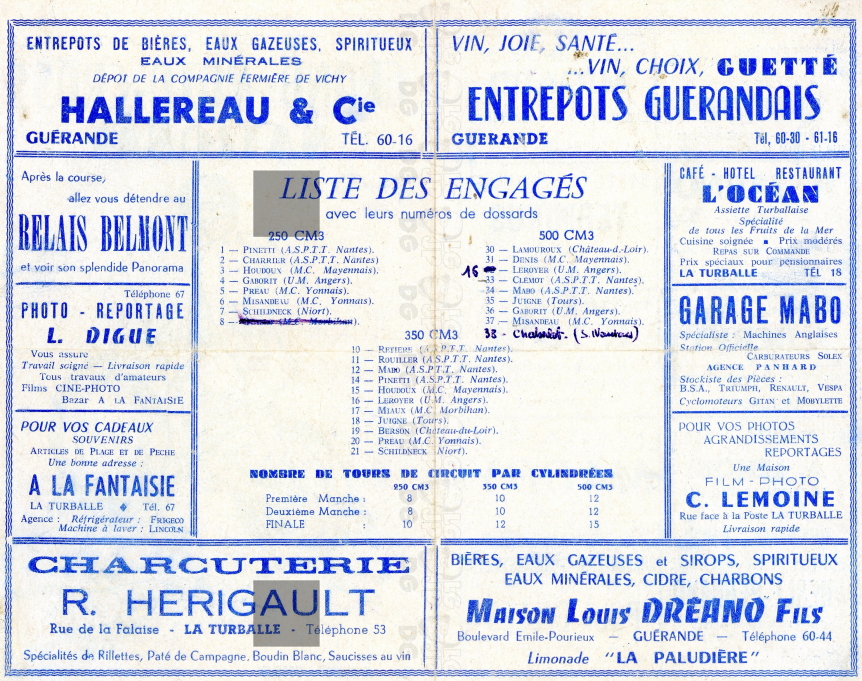 ENTREPOTS DE BIÈRES, EAUX GAZEUSES, SPIRITUEUX
EAUX MINÉRALES
DÉPOT DE LA COMPAGNIE FERMIÈRE DE VICHY
HALLEREAU & Cie
GUÉRANDE TÉL. 60-16
VIN, JOIE, SANTÉ...
...VIN, CHOIX, GUETTÉ
ENTREPOTS GUERANDAIS
GUERANDE Tél, 60-30 - 61-16
Après la course,
allez vous détendre au
RELAIS BELMONT
et voir son splendide Panorama
Téléphone 67
PHOTO - REPORTAGE
L. DIGUE
Vous assure
Travail soigné — Livraison rapide
Tous travaux d'amateurs
Films CINE-PHOTO
Bazar A LA FANTAISIE
POUR VOS CADEAUX
SOUVENIRS
ARTICLES DE PLAGE ET DE PECHE
Une bonne adresse :
A LA FANTAISIE
LA TURBALLE ◆ Tél. 67
Agence : Réfrigérateur : FRIGECO
Machine à laver : LINCOLN
LISTE DES ENGAGÉS
avec leurs numéros de dossards
250 CM3
1 — PINETTI (A.S.P.T.T. Nantes).
2 — CHARRIER (A.S.P.T.T. Nantes)
3 — HOUDOUX (M.C. Mayennais).
4 — GABORIT (U.M. Angers).
5 — PREAU (M.C. Yonnais).
6 — MISANDEAU (M.C. Yonnais).
7 — SCHILDNECK (Niort).
8 — (M.C. Morbihan).
500 CM3
30 — LAMOUROUX (Château-d.-Loir).
31 — DENIS (M.C. Mayennais).
16 — LEROYER (U.M. Angers).
33 — CLÉMOT (A.S.P.T.T. Nantes).
34 — MABO (A.S.P.T.T. Nantes).
35 — JUIGNE (Tours).
36 — GABORIT (U.M. Angers).
37 — MISANDEAU (M.C. Yonnais).
38 -
350 CM3
10 — RETIERE (A.S.P.T.T. Nantes).
11 — ROUILLER (A.S.P.T.T. Nantes).
12 — MABO (A.S.P.T.T. Nantes).
14 — PINETTI (A.S.P.T.T. Nantes).
15 — HOUDOUX (M.C. Mayennais).
16 — LEROYER (U.M. Angers).
17 — MIAUX (M.C. Morbihan).
18 — JUIGNE (Tours).
19 — BERSON (Château-du-Loir).
20 — PREAU (M.C. Yonnais).
21 — SCHILDNECK (Niort).
NOMBRE DE TOURS DE CIRCUIT PAR CYLINDRÉES
250 CM3 350 CM3 500 CM3
Première Manche : 8 10 12
Deuxième Manche : 8 10 12
FINALE : 10 12 15
CAFÉ - HOTEL RESTAURANT
L'OCÉAN
Assiette Turballaise
Spécialité
de tous les Fruits de la Mer
Cuisine soignée ■ Prix modérés
REPAS SUR COMMANDE
Prix spéciaux pour pensionnaires
LA TURBALLE TÉL 18
GARAGE MABO
Spécialiste : Machines Anglaises
Station Officielle
CARBURATEURS SOLEX
AGENCE PANHARD
Stockiste des Pièces :
B.S.A., TRIUMPH, RENAULT, VESPA
Cyclomoteurs GITAN et MOBYLETTE
POUR VOS PHOTOS
AGRANDISSEMENTS
REPORTAGES
Une Maison
FILM-PHOTO
C. LEMOINE
Rue face à la Poste LA TURBALLE
Livraison rapide
CHARCUTERIE
R. HERIGAULT
Rue de la Falaise - LA TURBALLE - Téléphone 53
Spécialités de Rillettes, Paté de Campagne, Boudin Blanc, Saucisses au vin
BIÈRES, EAUX GAZEUSES et SIROPS, SPIRITUEUX
EAUX MINÉRALES, CIDRE, CHARBONS
MAISON LOUIS DRÉANO FILS
Boulevard Emile-Pourieux — GUÉRANDE — Téléphone 60-44
Limonade "LA PALUDIÈRE"